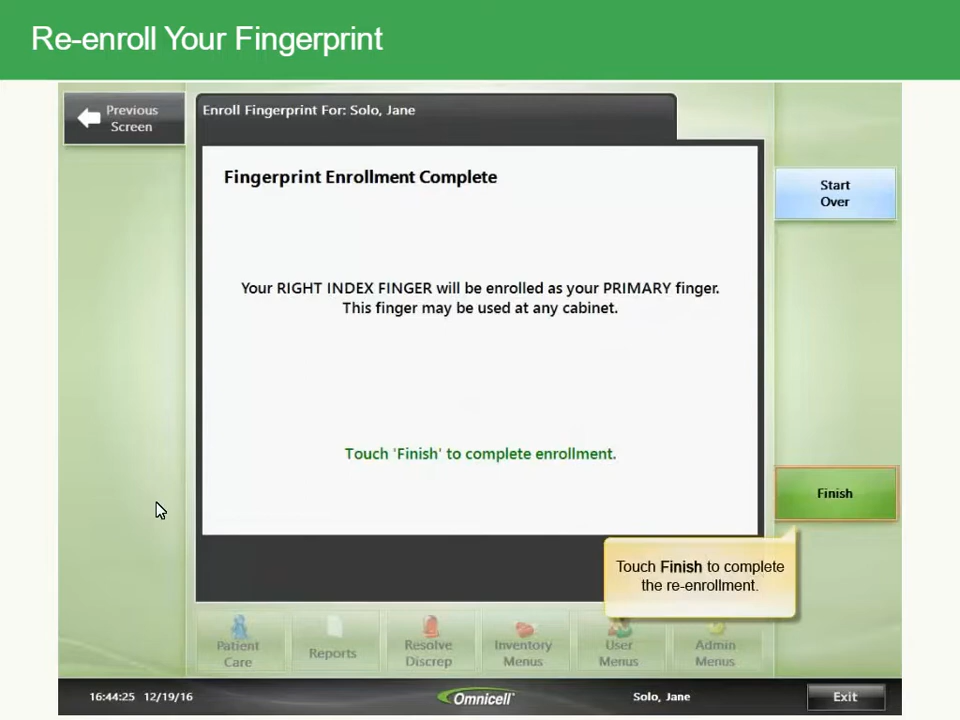 Re-enroll Your Fingerprint
Previous
Screen
Enroll Fingerprint For: Solo, Jane
Fingerprint Enrollment Complete
Start
Over
Your RIGHT INDEX FINGER will be enrolled as your PRIMARY finger.
This finger may be used at any cabinet.
Touch 'Finish' to complete enrollment.
Finish
Touch Finish to complete
the re-enrollment.
Patient
Care
Reports
Resolve
Discrep
Inventory
Menus
User
Menus
Admin
Menus
16:44:25 12/19/16
Omnicell
Solo, Jane
Exit